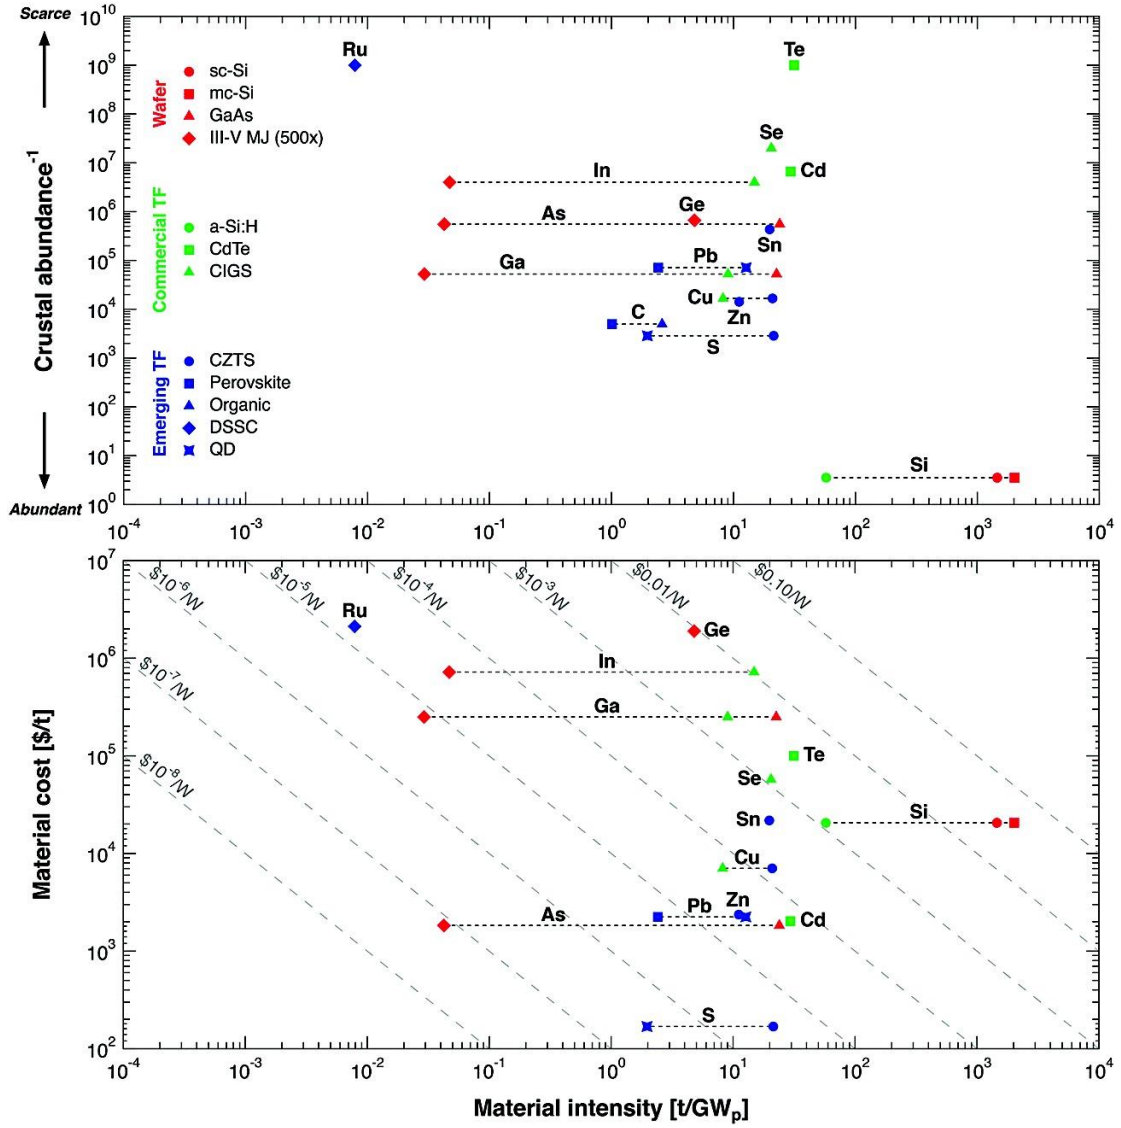 Scarce
Abundant
Crustal abundance⁻¹
10¹⁰
10⁹
10⁸
10⁷
10⁶
10⁵
10⁴
10³
10²
10¹
10⁰
Wafer
sc-Si
mc-Si
GaAs
III-V MJ (500x)
Commercial TF
a-Si:H
CdTe
CIGS
Emerging TF
CZTS
Perovskite
Organic
DSSC
QD
Ru
Te
Se
Cd
In
Ge
As
Sn
Pb
Ga
Cu
Zn
C
S
Si
10⁻⁴ 10⁻³ 10⁻² 10⁻¹ 10⁰ 10¹ 10² 10³ 10⁴
Material cost [$/t]
10⁷
10⁶
10⁵
10⁴
10³
10²
$10⁻⁶/W
$10⁻⁵/W
$10⁻⁴/W
$10⁻³/W
$0.01/W
$0.10/W
$10⁻⁷/W
$10⁻⁸/W
Ru
Ge
In
Ga
Te
Se
Sn
Si
Cu
Zn
Pb
As
Cd
S
10⁻⁴ 10⁻³ 10⁻² 10⁻¹ 10⁰ 10¹ 10² 10³ 10⁴
Material intensity [t/GWₚ]